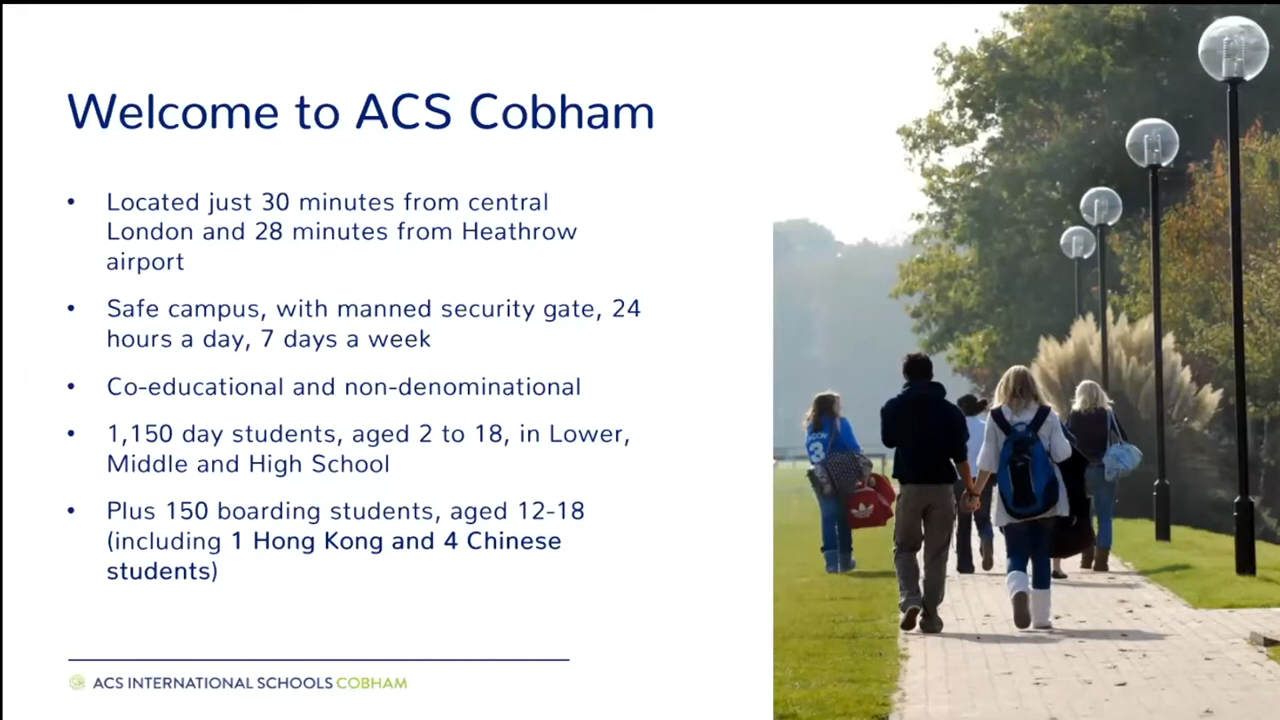 Welcome to ACS Cobham
• Located just 30 minutes from central
London and 28 minutes from Heathrow
airport
• Safe campus, with manned security gate, 24
hours a day, 7 days a week
• Co-educational and non-denominational
• 1,150 day students, aged 2 to 18, in Lower,
Middle and High School
• Plus 150 boarding students, aged 12-18
(including 1 Hong Kong and 4 Chinese
students)
ACS INTERNATIONAL SCHOOLS COBHAM
3